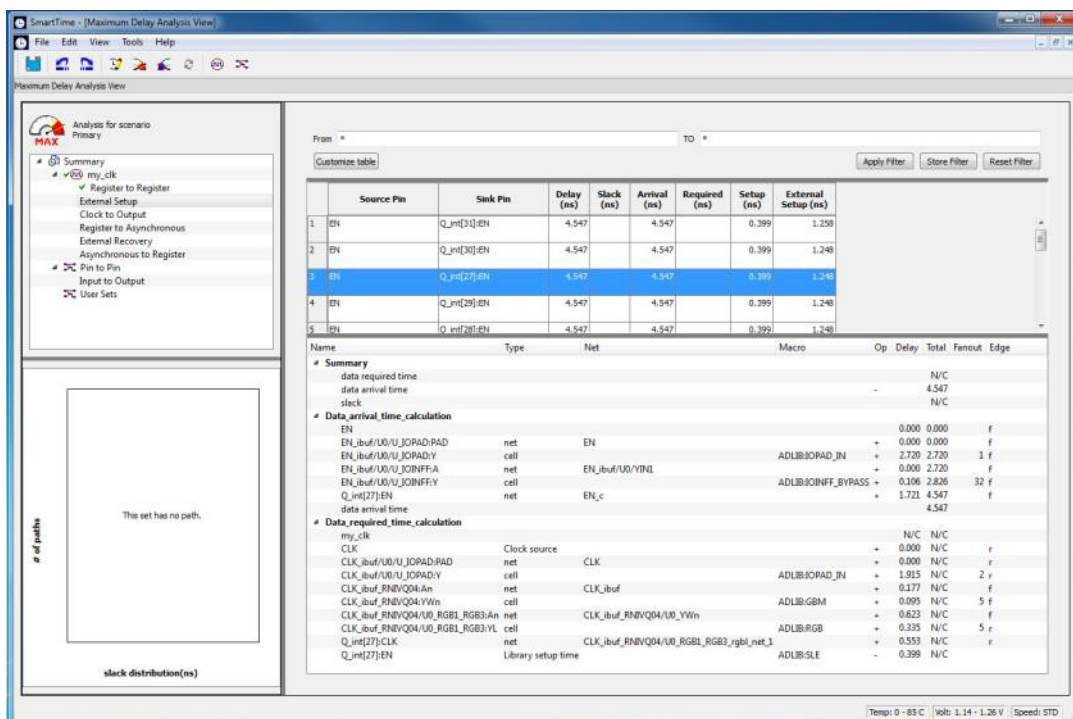 SmartTime - [Maximum Delay Analysis View]
File Edit View Tools Help
Maximum Delay Analysis View
MAX
Analysis for scenario
Primary
Summary
my_clk
Register to Register
External Setup
Clock to Output
Register to Asynchronous
External Recovery
Asynchronous to Register
Pin to Pin
Input to Output
User Sets
# of paths
This set has no path.
slack distribution(ns)
From * TO *
Customize table Apply Filter Store Filter Reset Filter
Source Pin Sink Pin Delay (ns) Slack (ns) Arrival (ns) Required (ns) Setup (ns) External Setup (ns)
1 EN Q_int[31]:EN 4.547 4.547 0.399 1.258
2 EN Q_int[30]:EN 4.547 4.547 0.399 1.248
3 EN Q_int[27]:EN 4.547 4.547 0.399 1.248
4 EN Q_int[29]:EN 4.547 4.547 0.399 1.248
5 EN Q_int[28]:EN 4.547 4.547 0.399 1.248
Name Type Net Macro Op Delay Total Fanout Edge
Summary
data required time N/C
data arrival time - 4.547
slack N/C
Data_arrival_time_calculation
EN 0.000 0.000 f
EN_ibuf/U0/U_IOPAD:PAD net EN + 0.000 0.000 f
EN_ibuf/U0/U_IOPAD:Y cell ADLIB:IOPAD_IN + 2.720 2.720 1 f
EN_ibuf/U0/U_IOINFF:A net EN_ibuf/U0/YIN1 + 0.000 2.720 f
EN_ibuf/U0/U_IOINFF:Y cell ADLIB:IOINFF_BYPASS + 0.106 2.826 32 f
Q_int[27]:EN net EN_c + 1.721 4.547 f
data arrival time 4.547
Data_required_time_calculation
my_clk N/C N/C
CLK Clock source + 0.000 N/C r
CLK_ibuf/U0/U_IOPAD:PAD net CLK + 0.000 N/C r
CLK_ibuf/U0/U_IOPAD:Y cell ADLIB:IOPAD_IN + 1.915 N/C 2 r
CLK_ibuf_RNIVQ04:An net CLK_ibuf + 0.177 N/C f
CLK_ibuf_RNIVQ04:YWn cell ADLIB:GBM + 0.095 N/C 5 f
CLK_ibuf_RNIVQ04/U0_RGB1_RGB3:An net CLK_ibuf_RNIVQ04/U0_YWn + 0.623 N/C f
CLK_ibuf_RNIVQ04/U0_RGB1_RGB3:YL cell ADLIB:RGB + 0.335 N/C 5 r
Q_int[27]:CLK net CLK_ibuf_RNIVQ04/U0_RGB1_RGB3_rgbl_net_1 + 0.553 N/C r
Q_int[27]:EN Library setup time ADLIB:SLE - 0.399 N/C
Temp: 0 - 85 C Volt: 1.14 - 1.26 V Speed: STD